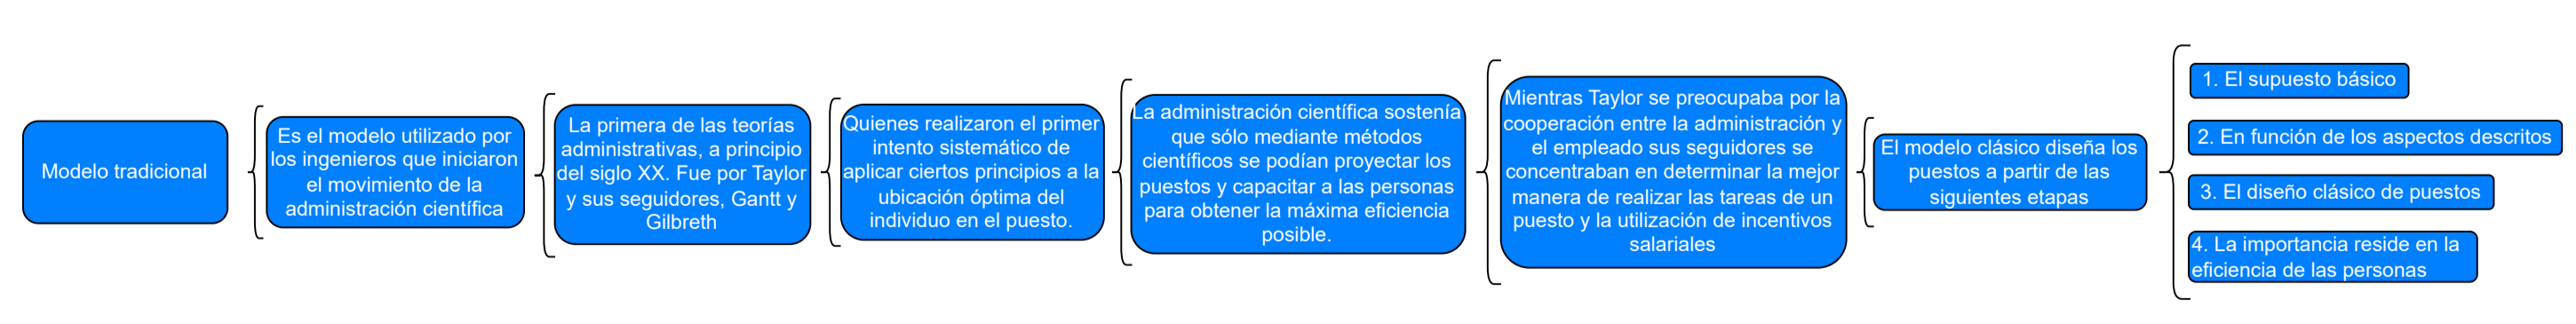 Modelo tradicional
Es el modelo utilizado por
los ingenieros que iniciaron
el movimiento de la
administración científica
La primera de las teorías
administrativas, a principio
del siglo XX. Fue por Taylor
y sus seguidores, Gantt y
Gilbreth
Quienes realizaron el primer
intento sistemático de
aplicar ciertos principios a la
ubicación óptima del
individuo en el puesto.
La administración científica sostenía
que sólo mediante métodos
científicos se podían proyectar los
puestos y capacitar a las personas
para obtener la máxima eficiencia
posible.
Mientras Taylor se preocupaba por la
cooperación entre la administración y
el empleado sus seguidores se
concentraban en determinar la mejor
manera de realizar las tareas de un
puesto y la utilización de incentivos
salariales
El modelo clásico diseña los
puestos a partir de las
siguientes etapas
1. El supuesto básico
2. En función de los aspectos descritos
3. El diseño clásico de puestos
4. La importancia reside en la
eficiencia de las personas